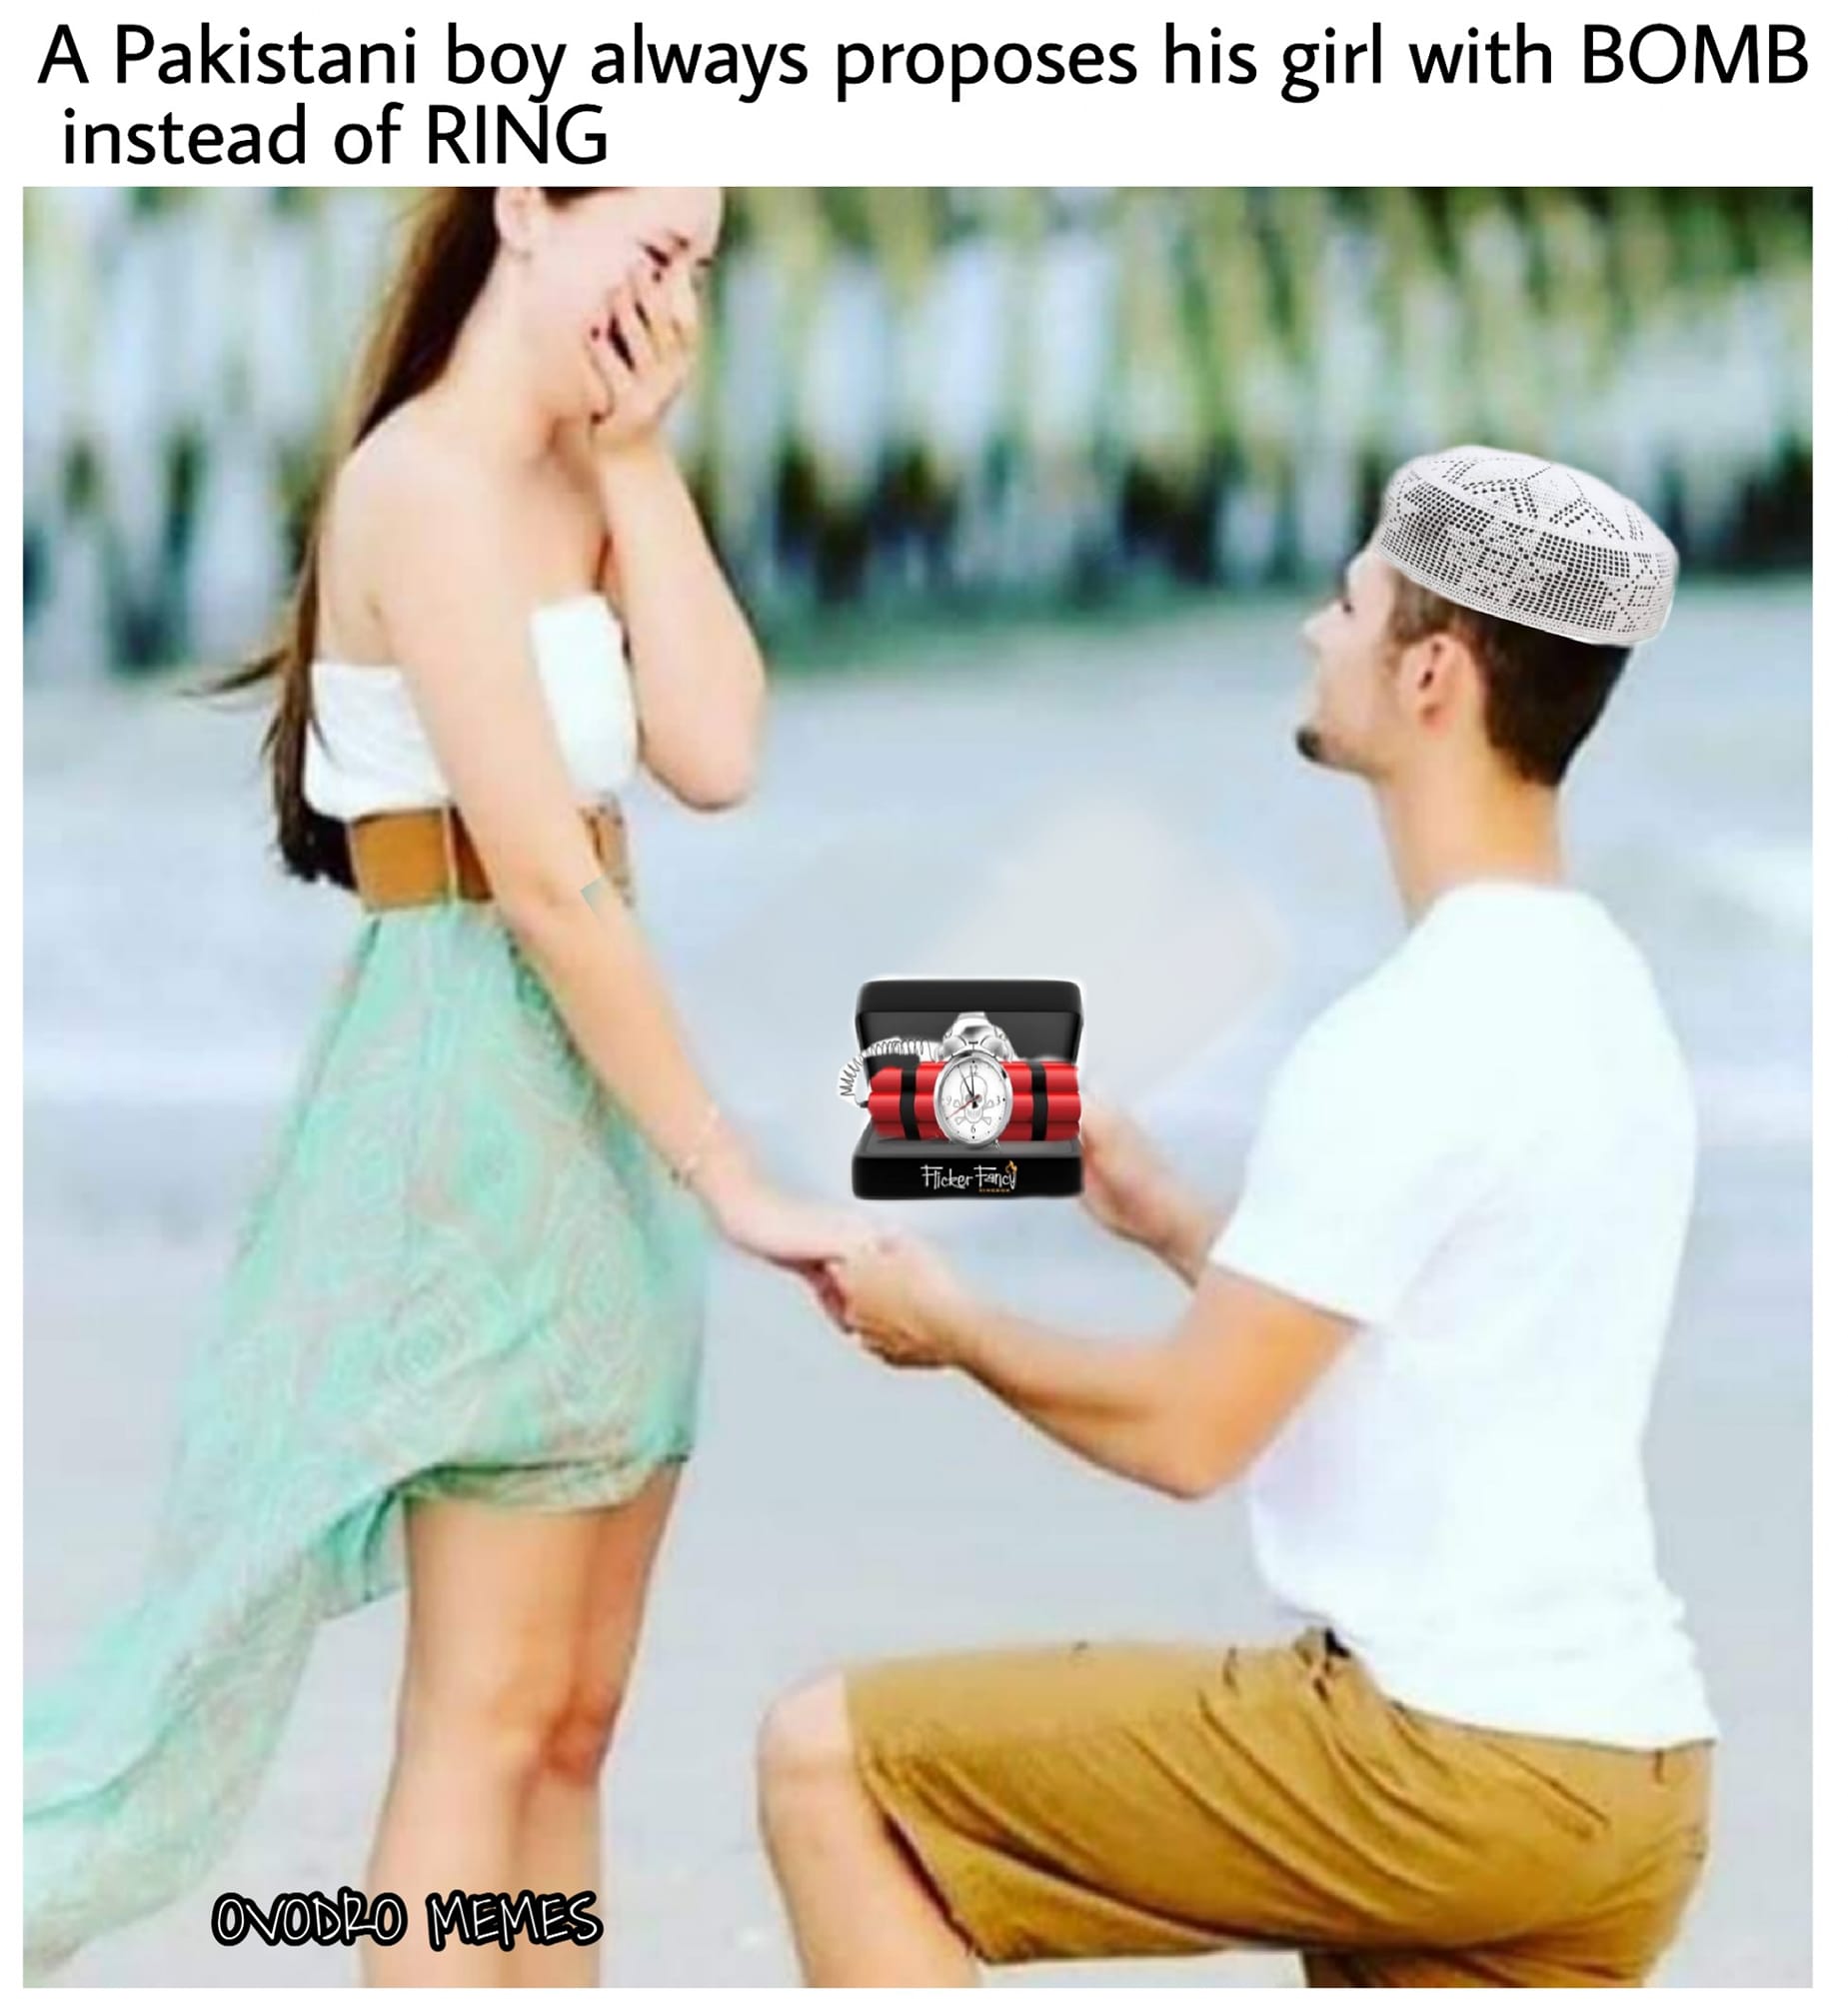 A Pakistani boy always proposes his girl with BOMB
instead of RING
Flicker Fancy
OVODRO MEMES